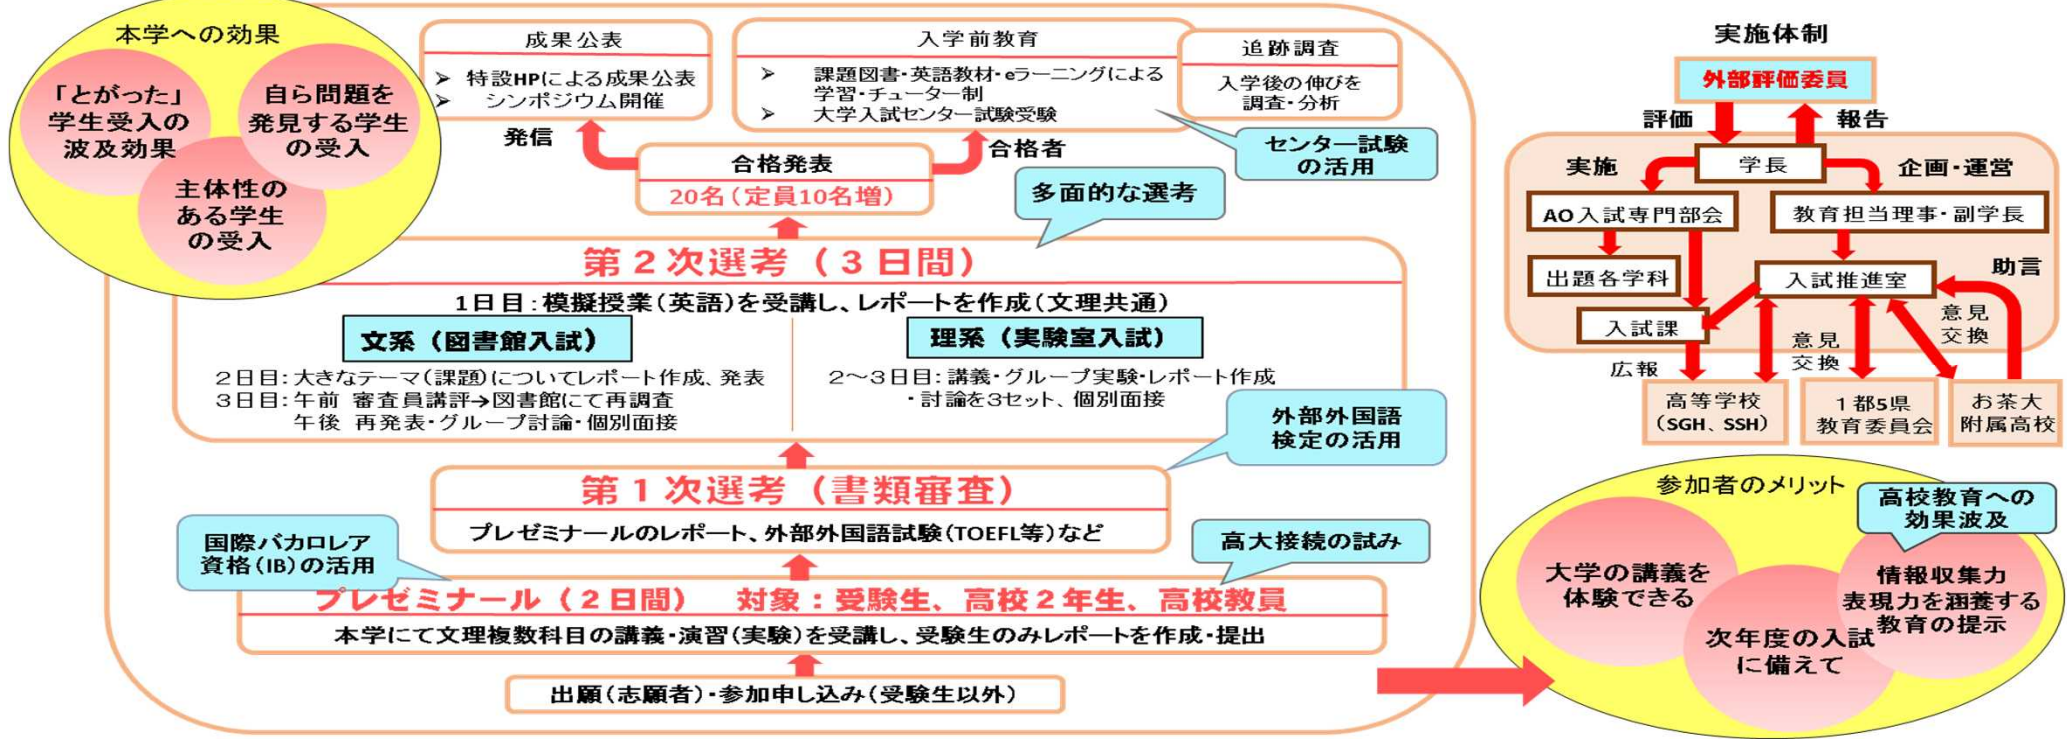 本学への効果
「とがった」
学生受入の
波及効果
自ら問題を
発見する学生
の受入
主体性の
ある学生
の受入
成果公表
➢ 特設HPによる成果公表
➢ シンポジウム開催
入学前教育
➢ 課題図書・英語教材・eラーニングによる
学習・チューター制
➢ 大学入試センター試験受験
追跡調査
入学後の伸びを
調査・分析
発信
合格者
センター試験
の活用
合格発表
20名(定員10名増)
多面的な選考
第2次選考(3日間)
1日目:模擬授業(英語)を受講し、レポートを作成(文理共通)
文系(図書館入試)
2日目:大きなテーマ(課題)についてレポート作成、発表
3日目:午前 審査員講評→図書館にて再調査
午後 再発表・グループ討論・個別面接
理系(実験室入試)
2～3日目:講義・グループ実験・レポート作成
・討論を3セット、個別面接
外部外国語
検定の活用
第1次選考(書類審査)
プレゼミナールのレポート、外部外国語試験(TOEFL等)など
国際バカロレア
資格(IB)の活用
高大接続の試み
プレゼミナール(2日間) 対象:受験生、高校2年生、高校教員
本学にて文理複数科目の講義・演習(実験)を受講し、受験生のみレポートを作成・提出
出願(志願者)・参加申し込み(受験生以外)
実施体制
外部評価委員
評価
報告
学長
実施
企画・運営
AO入試専門部会
教育担当理事・副学長
出題各学科
入試推進室
助言
入試課
意見
交換
意見
交換
広報
高等学校
(SGH、SSH)
1都5県
教育委員会
お茶大
附属高校
参加者のメリット
高校教育への
効果波及
大学の講義を
体験できる
次年度の入試
に備えて
情報収集力
表現力を涵養する
教育の提示